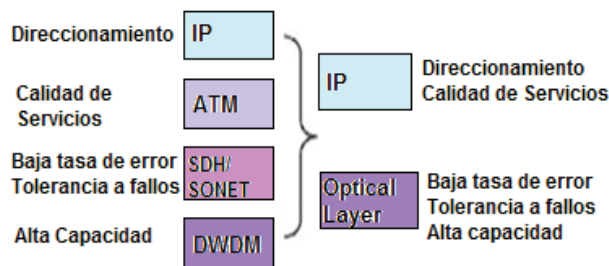 Direccionamiento
IP
Calidad de
Servicios
ATM
Baja tasa de error
Tolerancia a fallos
SDH/
SONET
Alta Capacidad
DWDM
IP
Direccionamiento
Calidad de Servicios
Optical
Layer
Baja tasa de error
Tolerancia a fallos
Alta capacidad